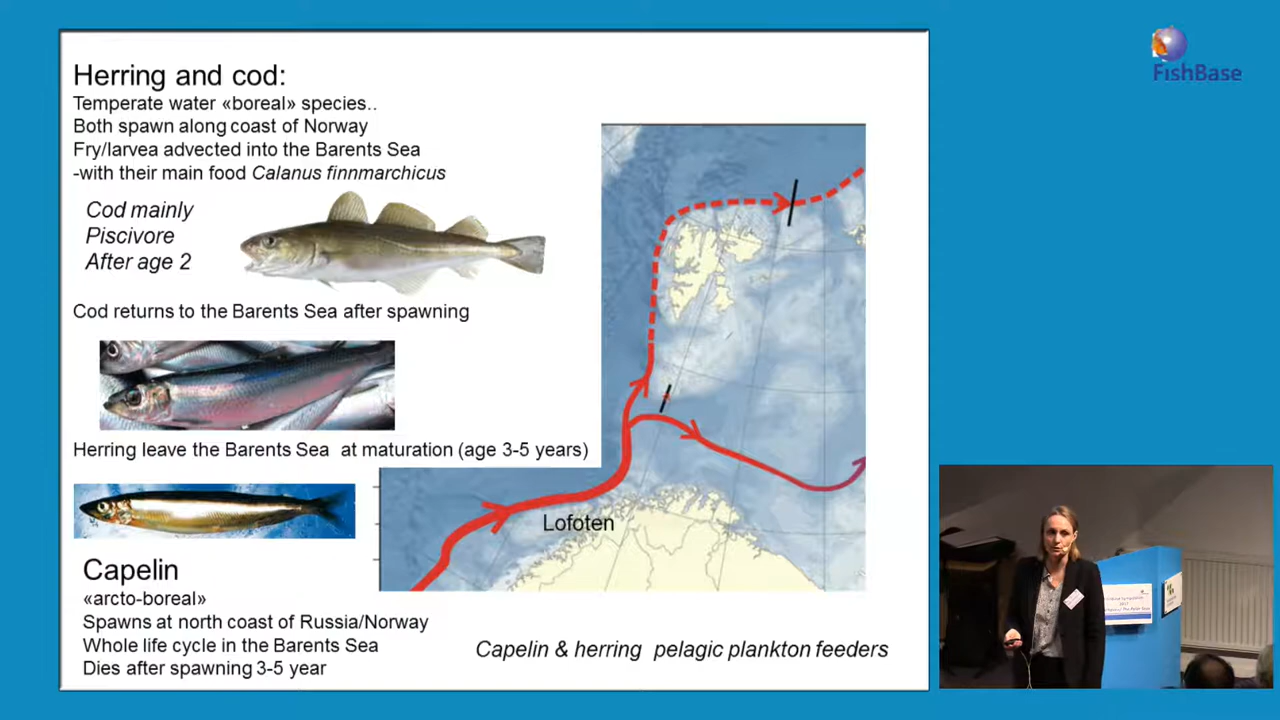 Herring and cod:
Temperate water «boreal» species..
Both spawn along coast of Norway
Fry/larvea advected into the Barents Sea
-with their main food Calanus finnmarchicus
Cod mainly
Piscivore
After age 2
Cod returns to the Barents Sea after spawning
Herring leave the Barents Sea at maturation (age 3-5 years)
Lofoten
Capelin
«arcto-boreal»
Spawns at north coast of Russia/Norway
Whole life cycle in the Barents Sea
Dies after spawning 3-5 year
Capelin & herring pelagic plankton feeders
FishBase
2017